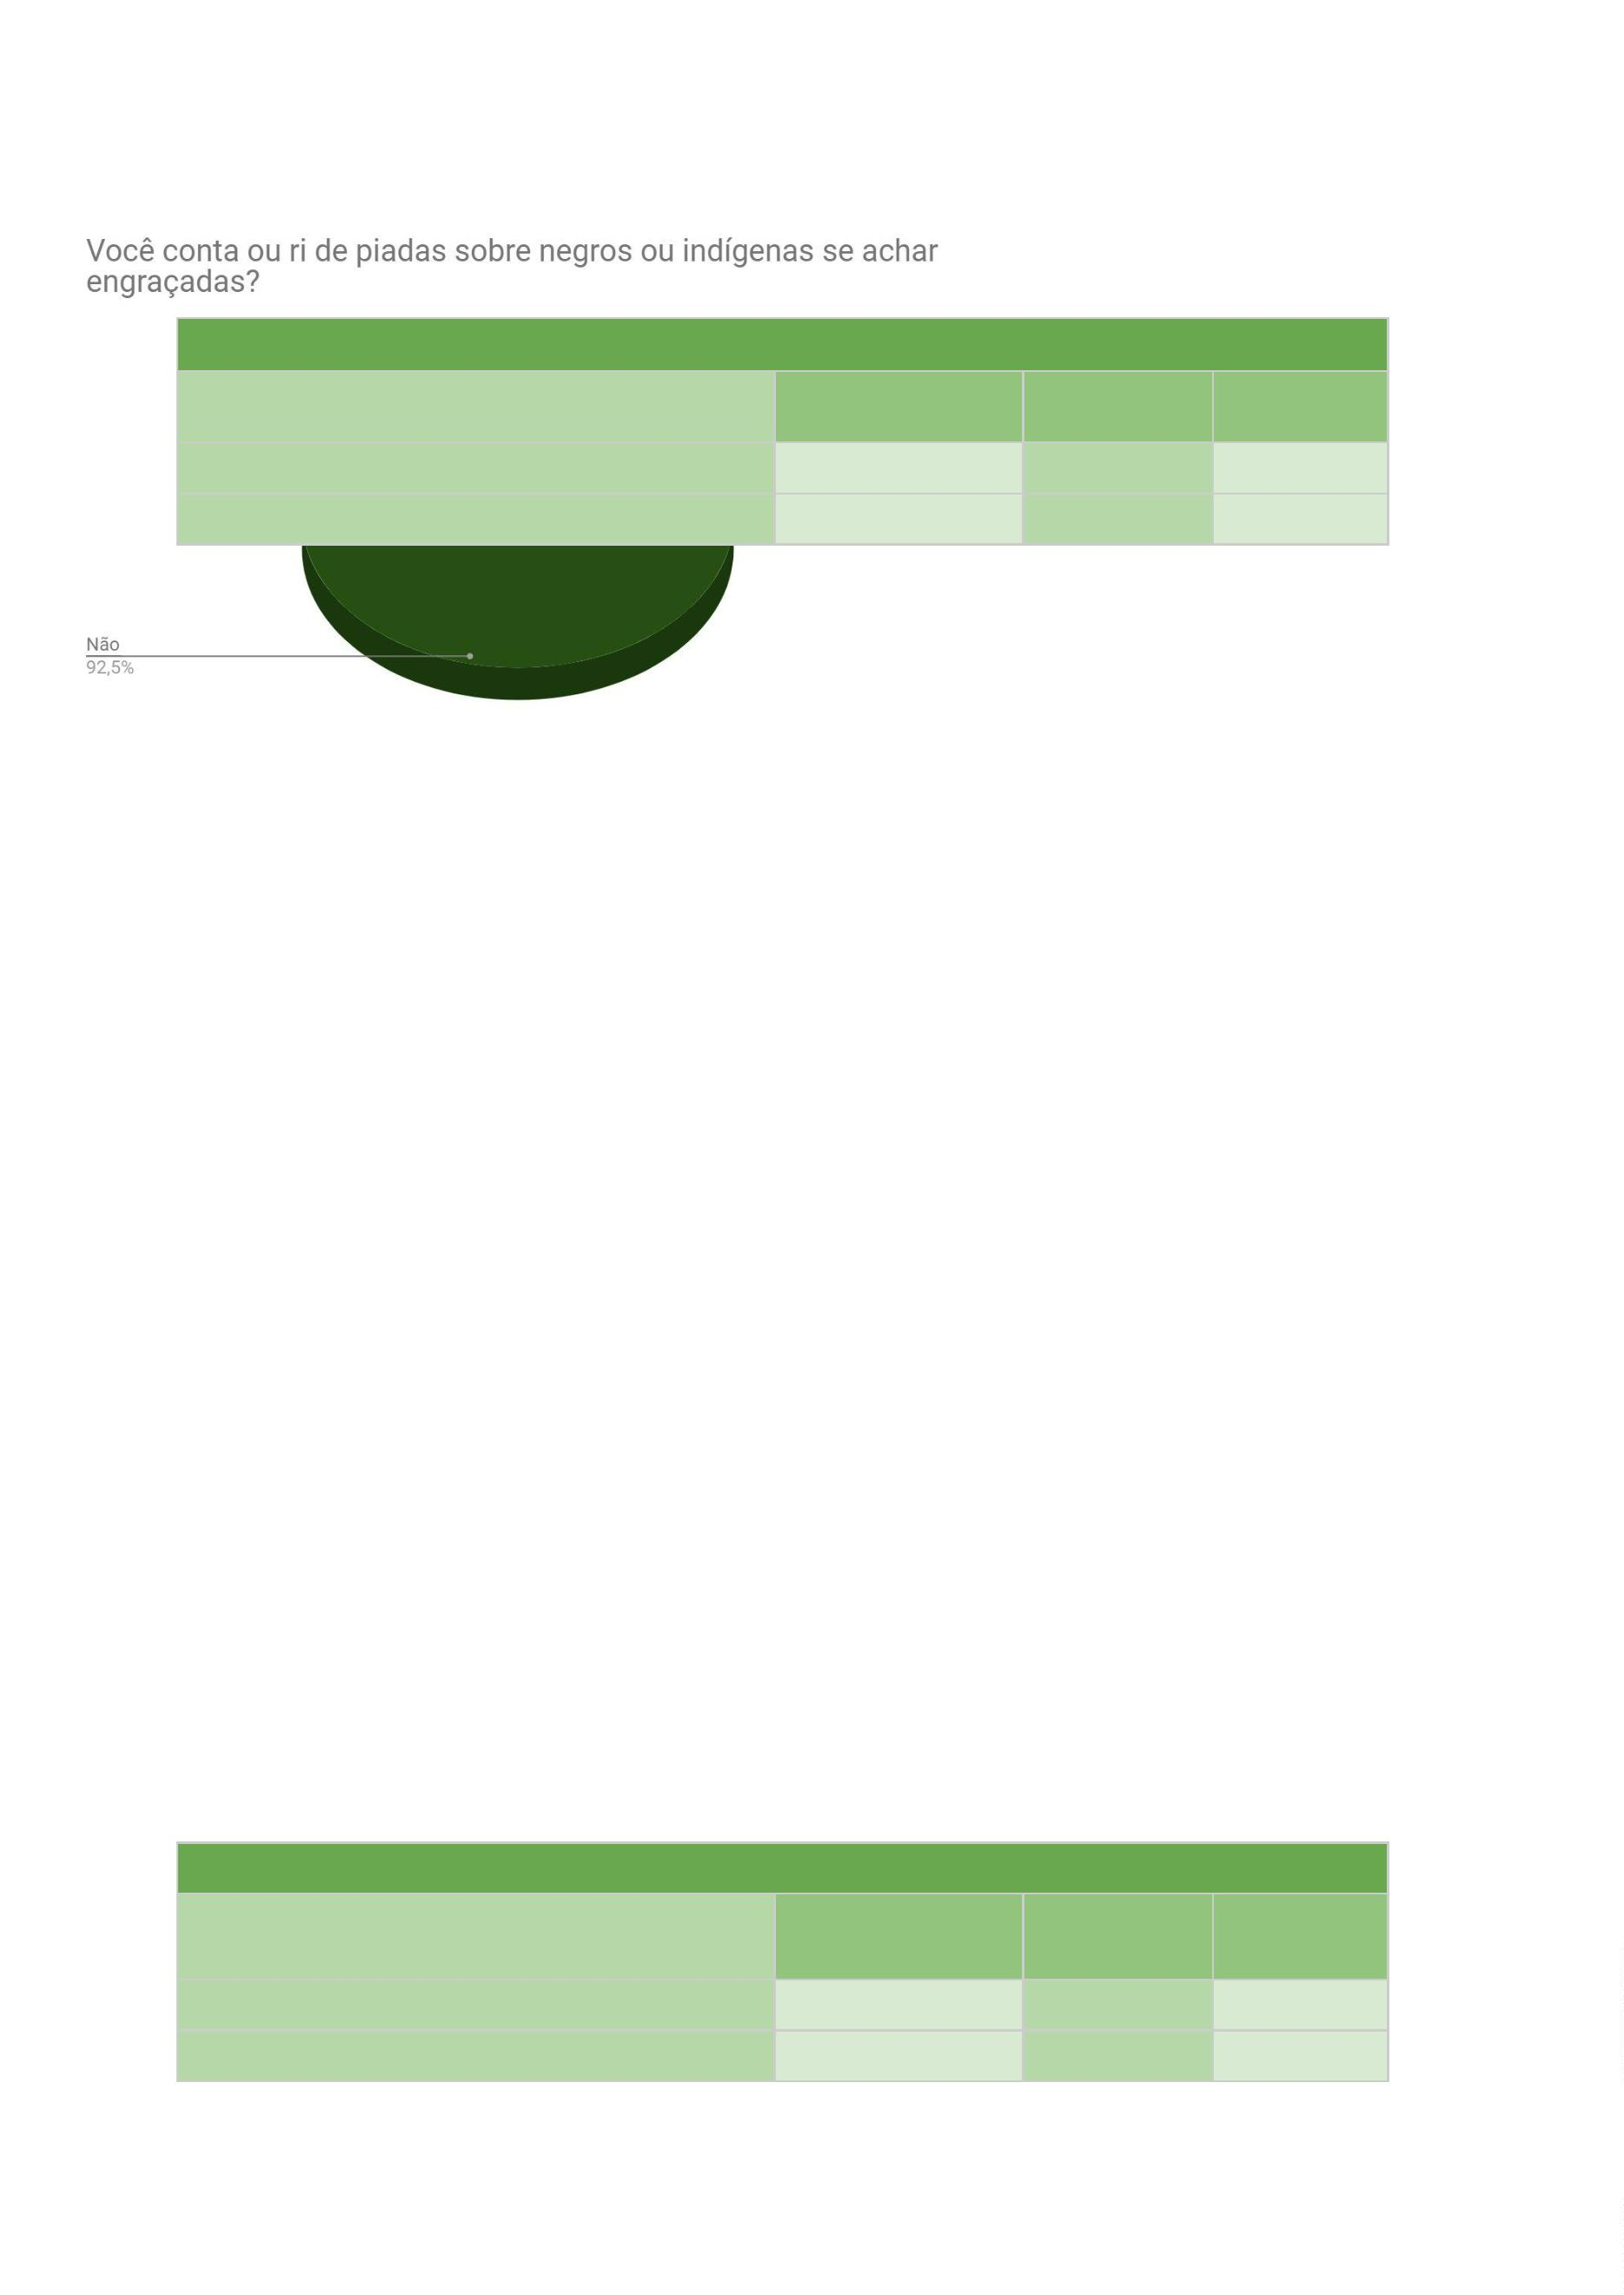 Você conta ou ri de piadas sobre negros ou indígenas se achar
engraçadas?
Não
92,5%